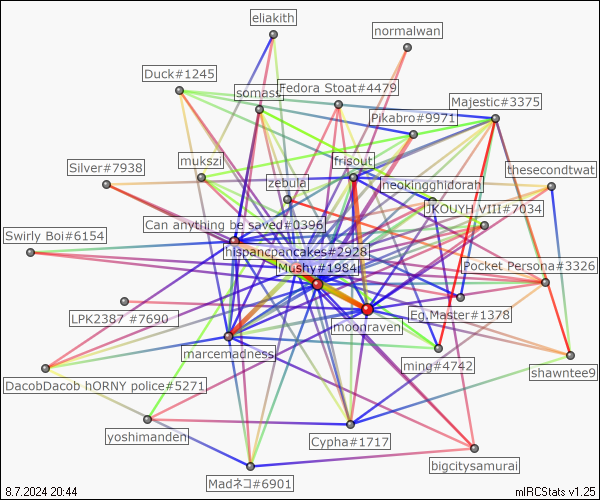 eliakith
normalwan
Duck#1245
somass
Fedora Stoat#4479
Majestic#3375
Pikabro#9971
mukszi
frisout
Silver#7938
thesecondtwat
zebula
neokingghidorah
JKOUYH VIII#7034
Can anything be saved#0396
Swirly Boi#6154
hispancpancakes#2928
Mushy#1984
Pocket Persona#3326
LPK2387 #7690
Eg.Master#1378
moonraven
marcemadness
ming#4742
shawntee9
DacobDacob hORNY police#5271
yoshimanden
Cypha#1717
bigcitysamurai
Madネコ#6901
8.7.2024 20:44
mIRCStats v1.25